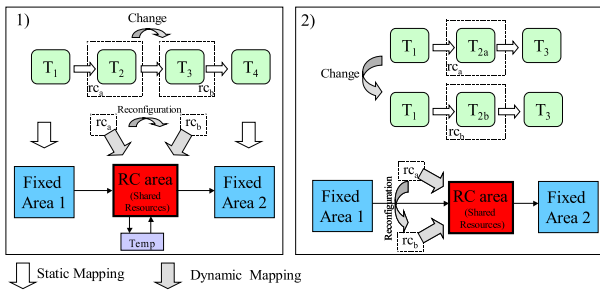 1)
Change
T1
T2
T3
T4
rca
rcb
Reconfiguration
rca
rcb
Fixed
Area 1
RC area
(Shared
Resources)
Fixed
Area 2
Temp
2)
T1
T2a
T3
rca
Change
T1
T2b
T3
rcb
Reconfiguration
rca
rcb
Fixed
Area 1
RC area
(Shared
Resources)
Fixed
Area 2
Static Mapping
Dynamic Mapping